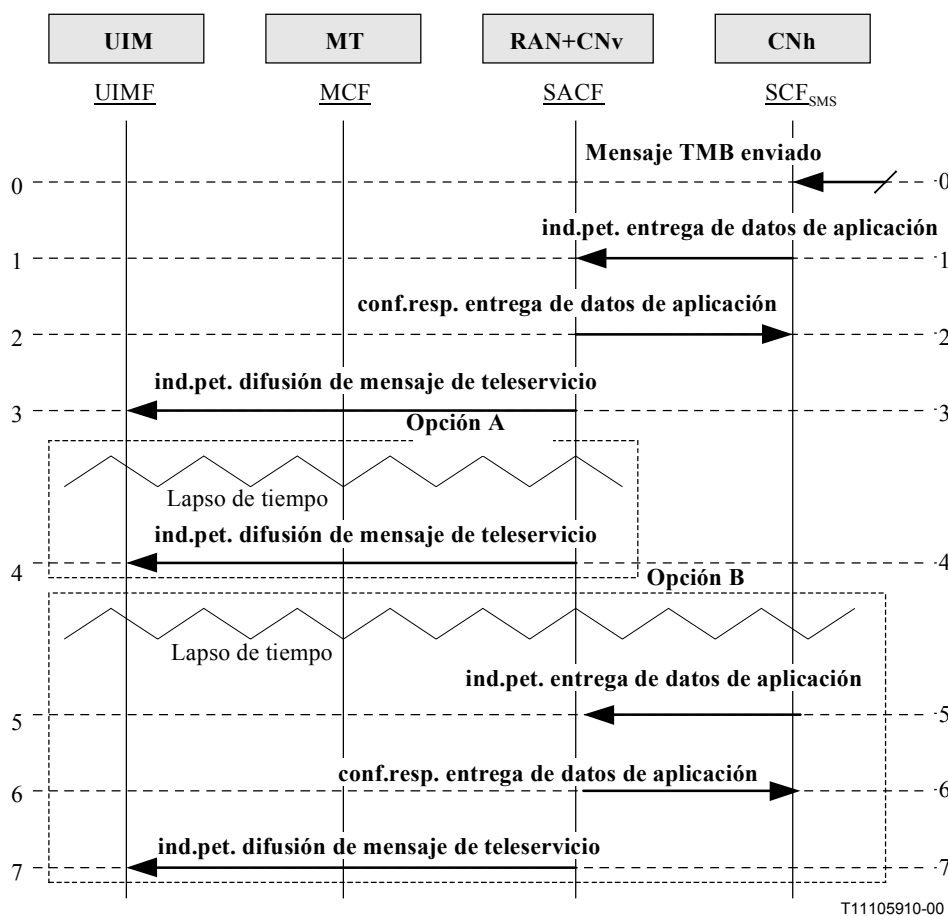 UIM MT RAN+CNv CNh
UIMF MCF SACF SCFSMS
Mensaje TMB enviado
0 0
ind.pet. entrega de datos de aplicación
1 1
conf.resp. entrega de datos de aplicación
2 2
ind.pet. difusión de mensaje de teleservicio
3 3
Opción A
Lapso de tiempo
ind.pet. difusión de mensaje de teleservicio
4 4
Opción B
Lapso de tiempo
ind.pet. entrega de datos de aplicación
5 5
conf.resp. entrega de datos de aplicación
6 6
ind.pet. difusión de mensaje de teleservicio
7 7
T11105910-00